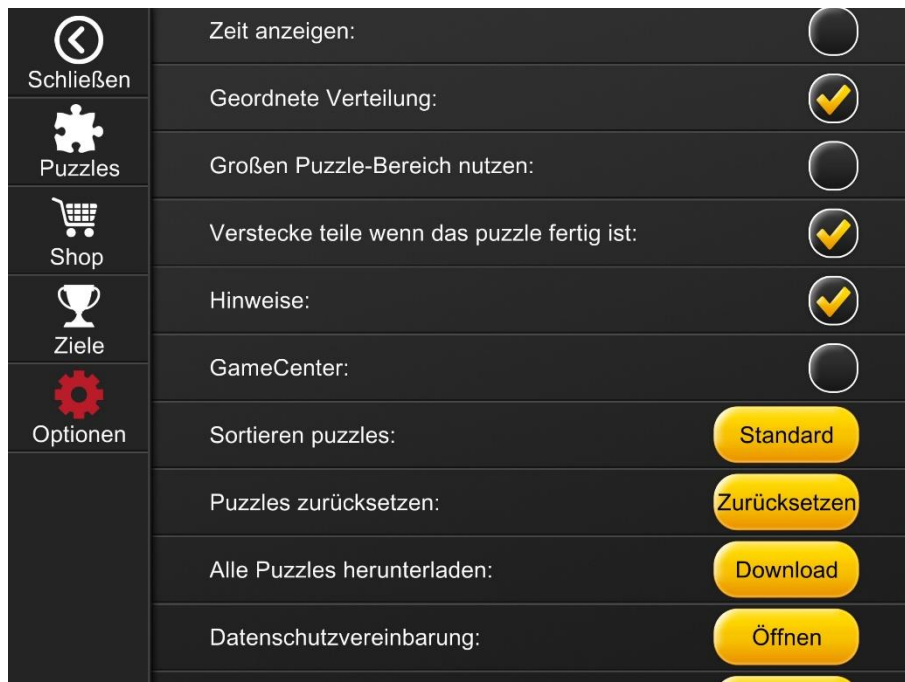 Schließen
Puzzles
Shop
Ziele
Optionen
Zeit anzeigen:
Geordnete Verteilung:
Großen Puzzle-Bereich nutzen:
Verstecke teile wenn das puzzle fertig ist:
Hinweise:
GameCenter:
Sortieren puzzles: Standard
Puzzles zurücksetzen: Zurücksetzen
Alle Puzzles herunterladen: Download
Datenschutzvereinbarung: Öffnen